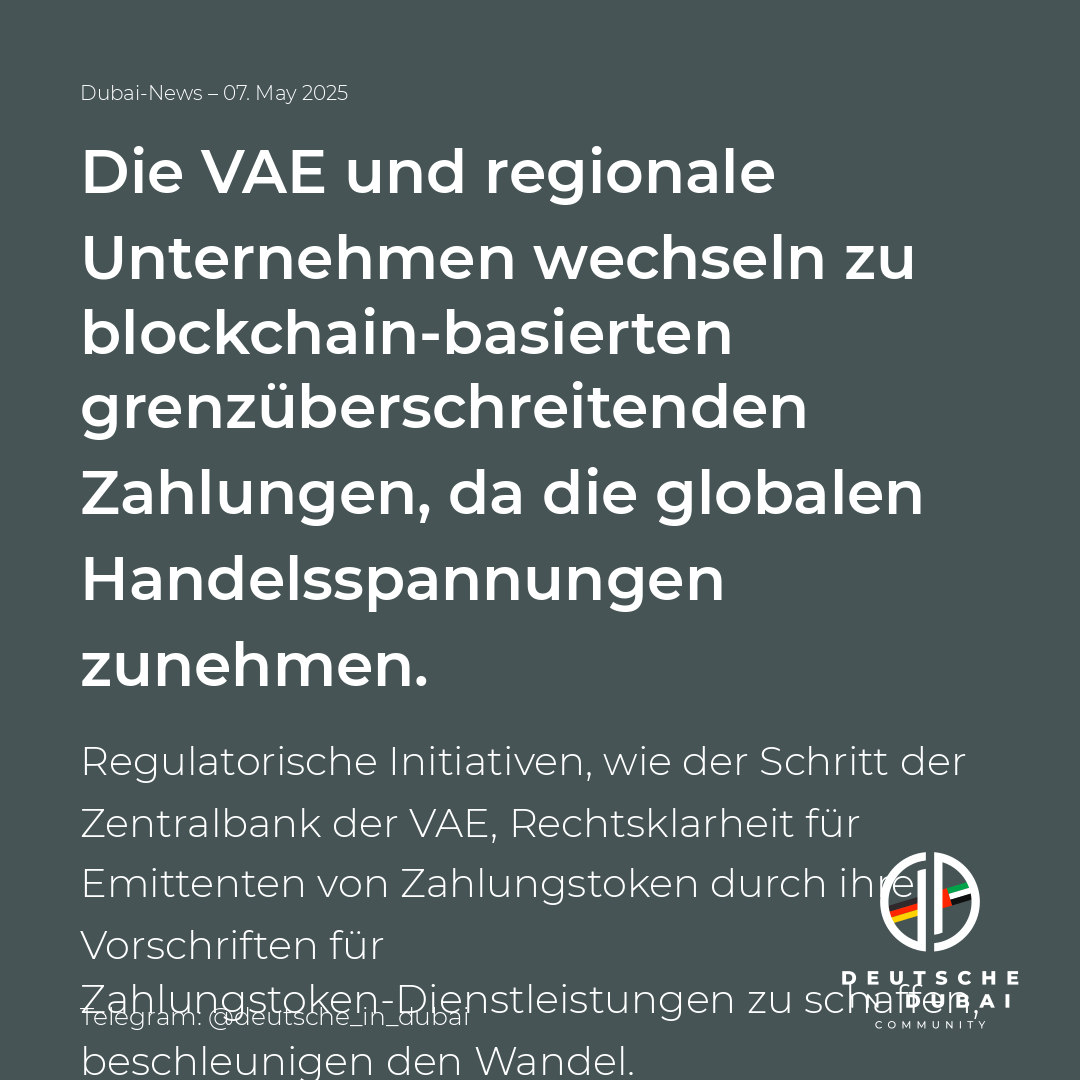 Dubai-News – 07. May 2025
Die VAE und regionale
Unternehmen wechseln zu
blockchain-basierten
grenzüberschreitenden
Zahlungen, da die globalen
Handelsspannungen
zunehmen.
Regulatorische Initiativen, wie der Schritt der
Zentralbank der VAE, Rechtsklarheit für
Emittenten von Zahlungstoken durch ihre
Vorschriften für
Zahlungstoken-Dienstleistungen zu schaffen,
beschleunigen den Wandel.
Telegram: @deutsche_in_dubai
DEUTSCHE
IN DUBAI
COMMUNITY